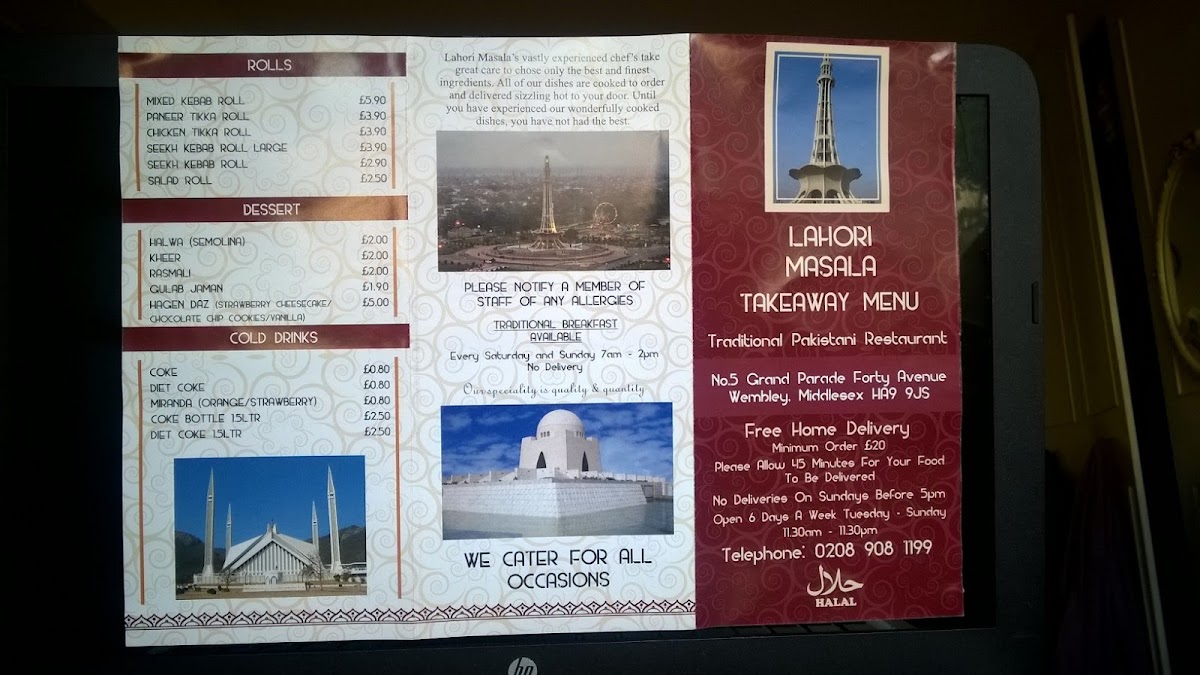 ROLLS
MIXED KEBAB ROLL £5.90
PANEER TIKKA ROLL £3.90
CHICKEN TIKKA ROLL £3.90
SEEKH KEBAB ROLL LARGE £3.90
SEEKH KEBAB ROLL £2.90
SALAD ROLL £2.50
DESSERT
HALWA (SEMOLINA) £2.00
KHEER £2.00
RASMALI £2.00
GULAB JAMAN £1.90
HAGEN DAZ (STRAWBERRY CHEESECAKE/ £5.00
CHOCOLATE CHIP COOKIES/VANILLA)
COLD DRINKS
COKE £0.80
DIET COKE £0.80
MIRANDA (ORANGE/STRAWBERRY) £0.80
COKE BOTTLE 1.5LTR £2.50
DIET COKE 1.5LTR £2.50
Lahori Masala's vastly experienced chef's take
great care to chose only the best and finest
ingredients. All of our dishes are cooked to order
and delivered sizzling hot to your door. Until
you have experienced our wonderfully cooked
dishes, you have not had the best.
PLEASE NOTIFY A MEMBER OF
STAFF OF ANY ALLERGIES
TRADITIONAL BREAKFAST
AVAILABLE
Every Saturday and Sunday 7am - 2pm
No Delivery
Our speciality is quality & quantity
WE CATER FOR ALL
OCCASIONS
LAHORI
MASALA
TAKEAWAY MENU
Traditional Pakistani Restaurant
No.5 Grand Parade Forty Avenue
Wembley, Middlesex HA9 9JS
Free Home Delivery
Minimum Order £20
Please Allow 45 Minutes For Your Food
To Be Delivered
No Deliveries On Sundays Before 5pm
Open 6 Days A Week Tuesday - Sunday
11.30am - 11.30pm
Telephone: 0208 908 1199
حلال
HALAL
hp